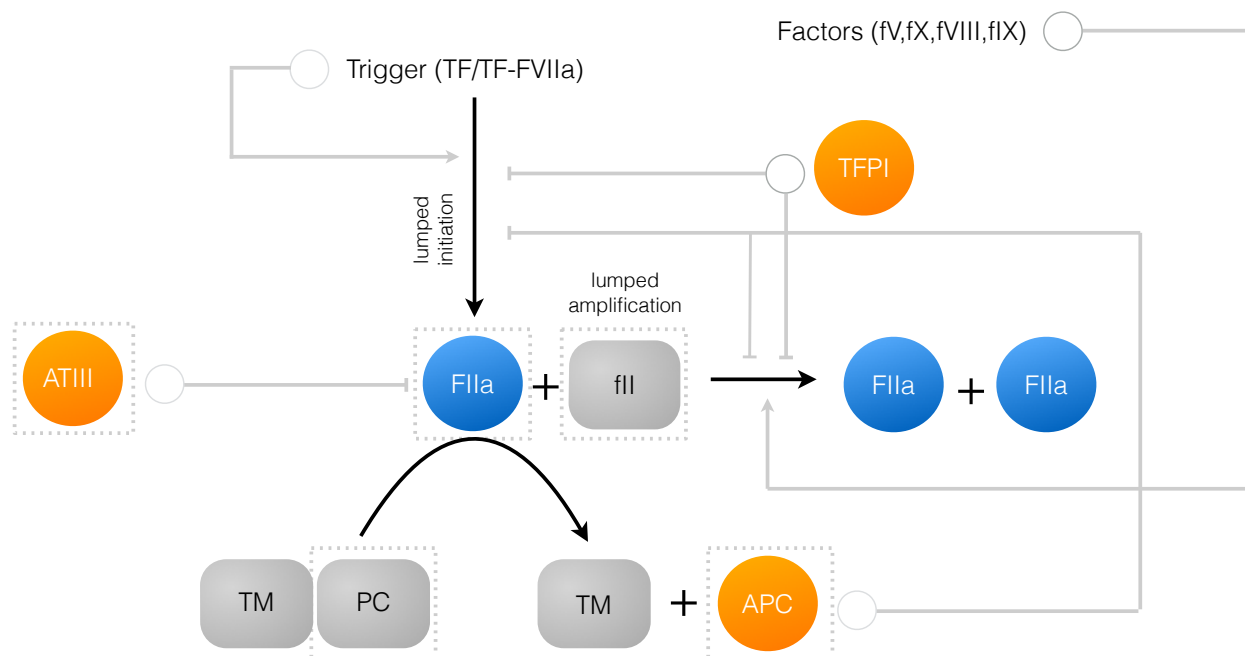 Factors (fV,fX,fVIII,fIX)
Trigger (TF/TF-FVIIa)
TFPI
lumped
initiation
lumped
amplification
ATIII
FIIa
+
fII
FIIa
+
FIIa
TM
PC
TM
+
APC